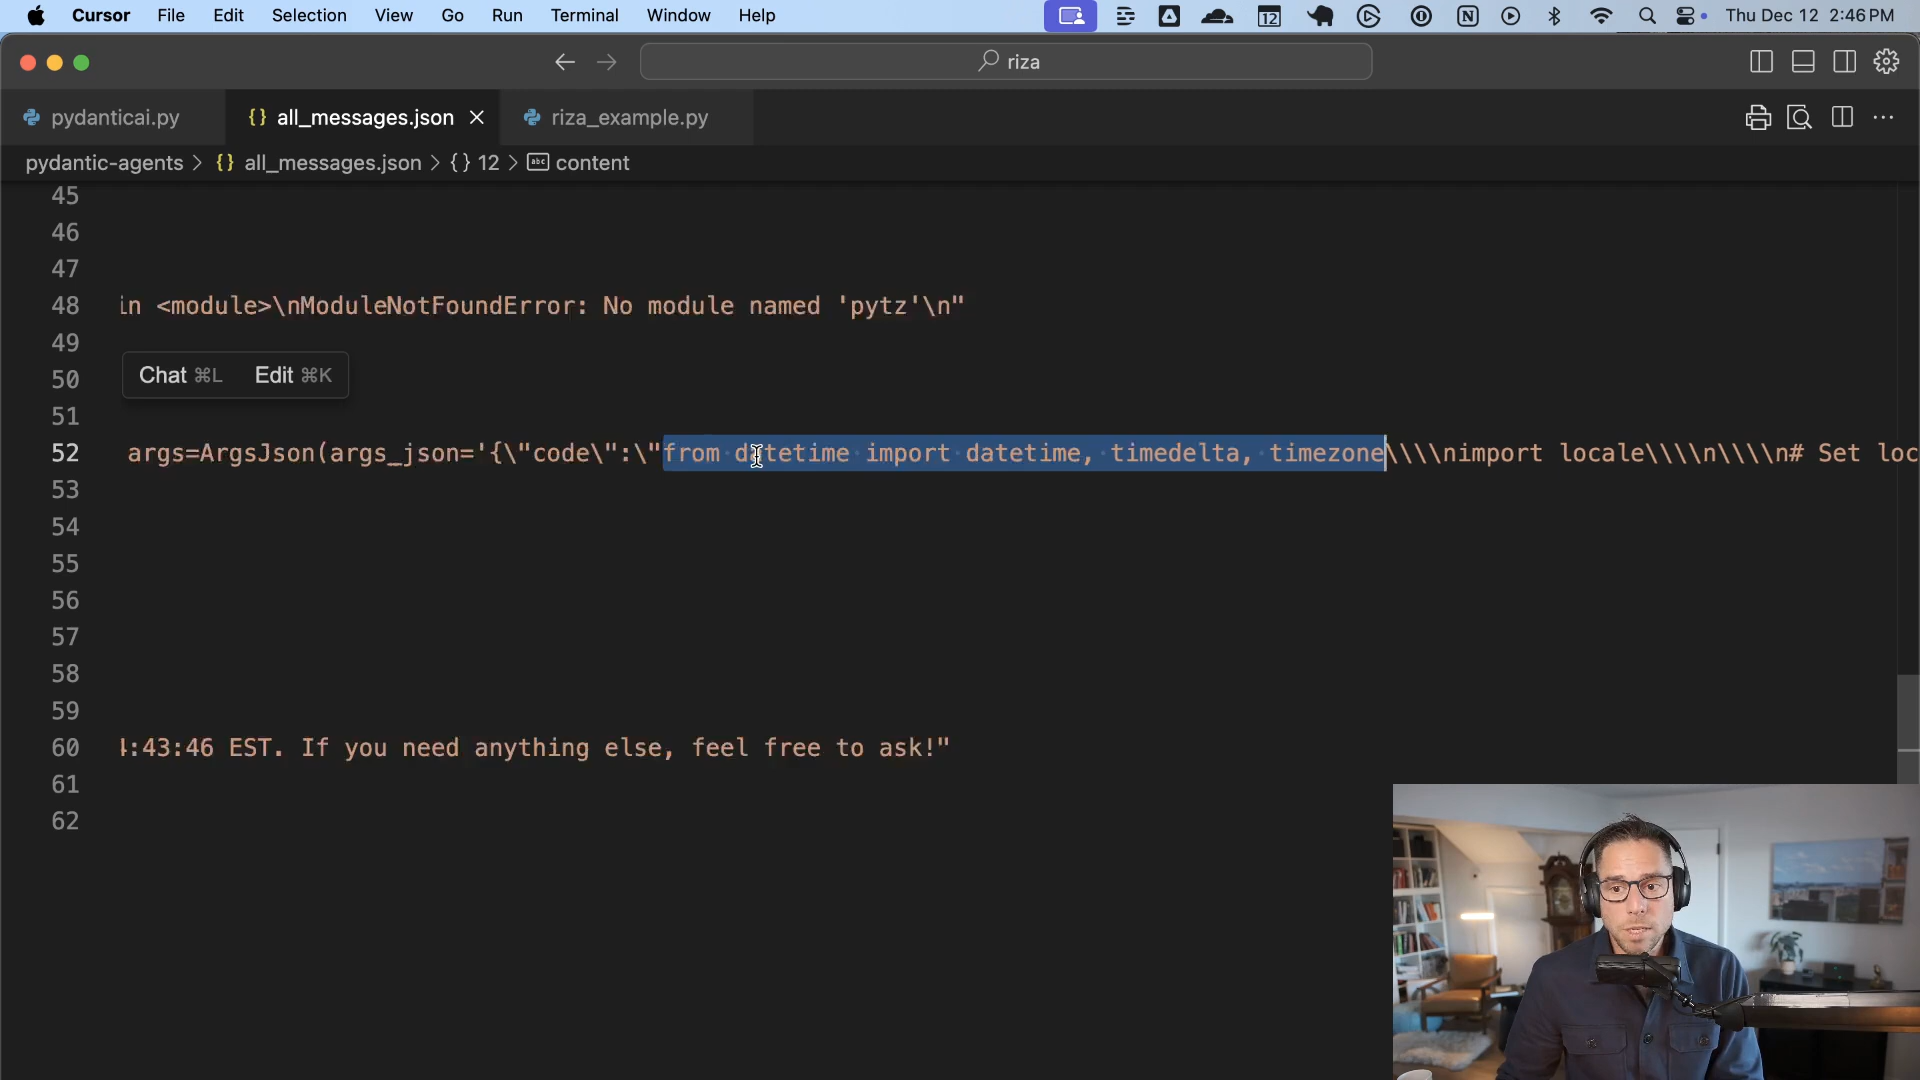 Cursor File Edit Selection View Go Run Terminal Window Help 12 Thu Dec 12 2:46 PM
riza
pydanticai.py {} all_messages.json riza_example.py
pydantic-agents > {} all_messages.json > {} 12 > abc content
45
46
47
48 in <module>\nModuleNotFoundError: No module named 'pytz'\n"
49
Chat ⌘L Edit ⌘K
50
51
52 args=ArgsJson(args_json='{\"code\":\"from datetime import datetime, timedelta, timezone\\\\nimport locale\\\\n\\\\n# Set loc
53
54
55
56
57
58
59
60 4:43:46 EST. If you need anything else, feel free to ask!"
61
62